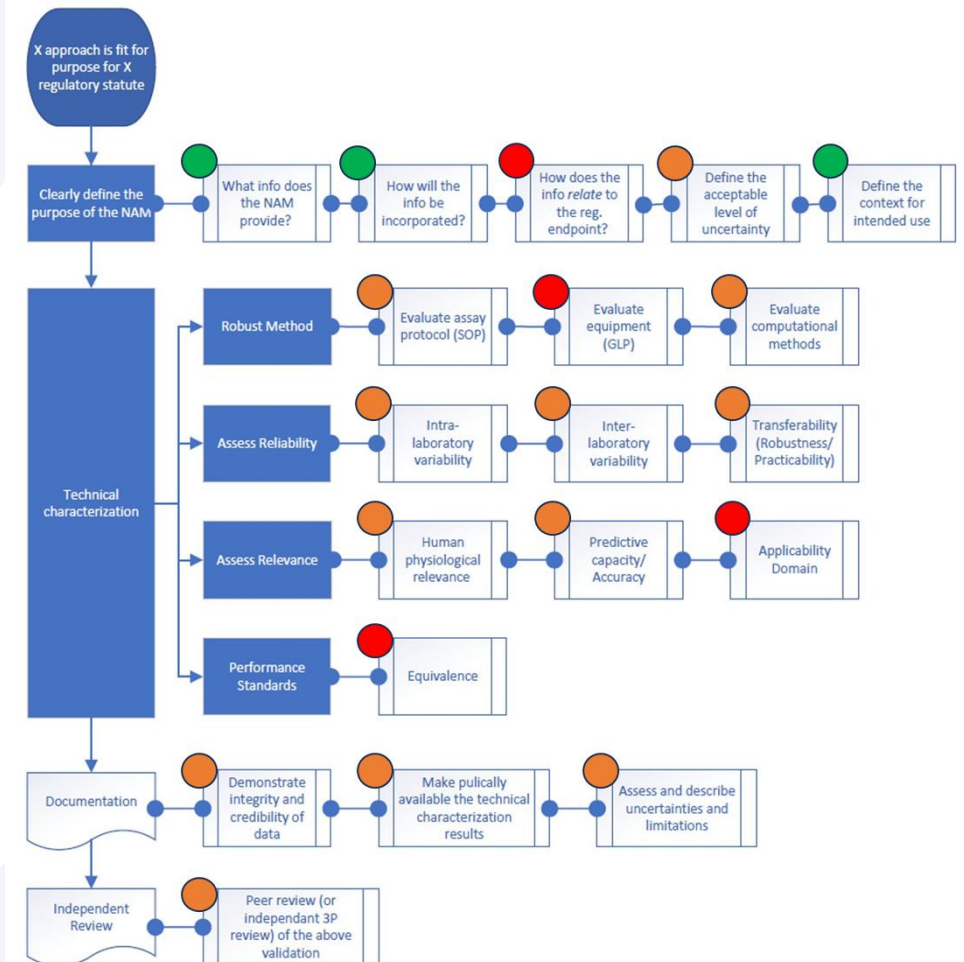 X approach is fit for
purpose for X
regulatory statute
Clearly define the
purpose of the NAM
What info does
the NAM
provide?
How will the
info be
incorporated?
How does the
info relate to
the reg.
endpoint?
Define the
acceptable
level of
uncertainty
Define the
context for
intended use
Technical
characterization
Robust Method
Evaluate assay
protocol (SOP)
Evaluate
equipment
(GLP)
Evaluate
computational
methods
Assess Reliability
Intra-
laboratory
variability
Inter-
laboratory
variability
Transferability
(Robustness/
Practicability)
Assess Relevance
Human
physiological
relevance
Predictive
capacity/
Accuracy
Applicability
Domain
Performance
Standards
Equivalence
Documentation
Demonstrate
integrity and
credibility of
data
Make pulically
available the technical
characterization
results
Assess and describe
uncertainties and
limitations
Independent
Review
Peer review (or
independant 3P
review) of the above
validation